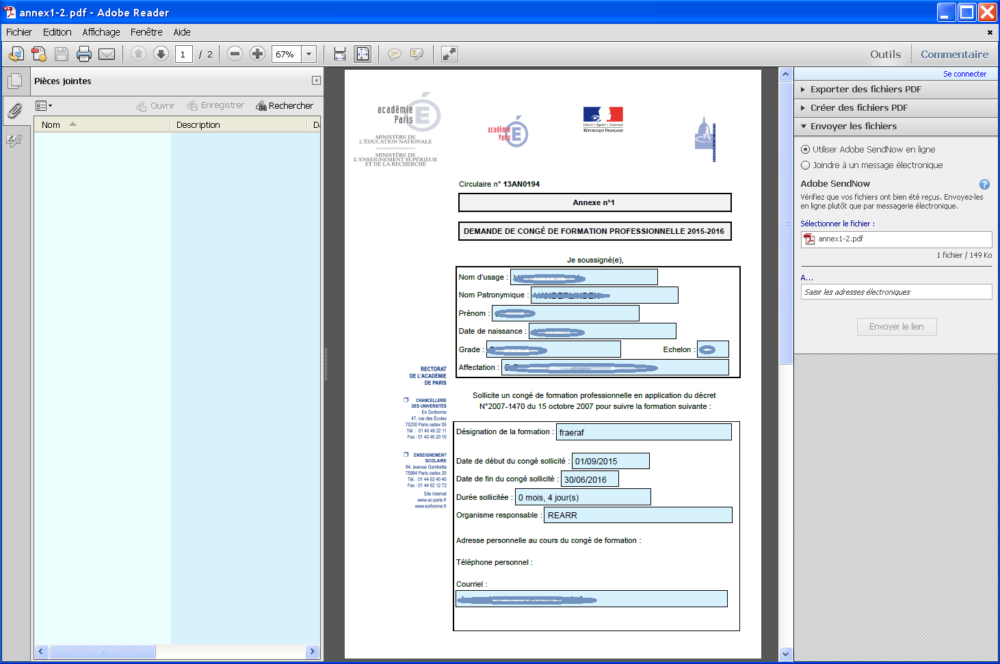 annex1-2.pdf - Adobe Reader
Fichier Edition Affichage Fenêtre Aide
1 / 2 67% Outils Commentaire
Pièces jointes
Ouvrir Enregistrer Rechercher
Nom Description
Se connecter
Exporter des fichiers PDF
Créer des fichiers PDF
Envoyer les fichiers
Utiliser Adobe SendNow en ligne
Joindre à un message électronique
Adobe SendNow
Vérifiez que vos fichiers ont bien été reçus. Envoyez-les
en ligne plutôt que par messagerie électronique.
Sélectionner le fichier :
annex1-2.pdf
1 fichier / 149 Ko
A...
Saisir les adresses électroniques
Envoyer le lien
académie
Paris
MINISTÈRE DE
L'ÉDUCATION NATIONALE
MINISTÈRE DE
L'ENSEIGNEMENT SUPÉRIEUR
ET DE LA RECHERCHE
académie
Paris
Liberté • Égalité • Fraternité
RÉPUBLIQUE FRANÇAISE
Circulaire n° 13AN0194
Annexe n°1
DEMANDE DE CONGÉ DE FORMATION PROFESSIONNELLE 2015-2016
Je soussigné(e),
Nom d'usage :
Nom Patronymique :
Prénom :
Date de naissance :
Grade :
Echelon :
Affectation :
RECTORAT
DE L'ACADÉMIE
DE PARIS
CHANCELLERIE
DES UNIVERSITÉS
En Sorbonne
47, rue des Écoles
75230 Paris cedex 05
Tél. : 01 40 46 22 11
Fax : 01 40 46 20 10
ENSEIGNEMENT
SCOLAIRE
94, avenue Gambetta
75984 Paris cedex 20
Tél. : 01 44 62 40 40
Fax : 01 44 62 12 72
Site internet
www.ac-paris.fr
www.sorbonne.fr
Sollicite un congé de formation professionnelle en application du décret
N°2007-1470 du 15 octobre 2007 pour suivre la formation suivante :
Désignation de la formation : fraeraf
Date de début du congé sollicité : 01/09/2015
Date de fin du congé sollicité : 30/06/2016
Durée sollicitée : 0 mois, 4 jour(s)
Organisme responsable : REARR
Adresse personnelle au cours du congé de formation :
Téléphone personnel :
Courriel :